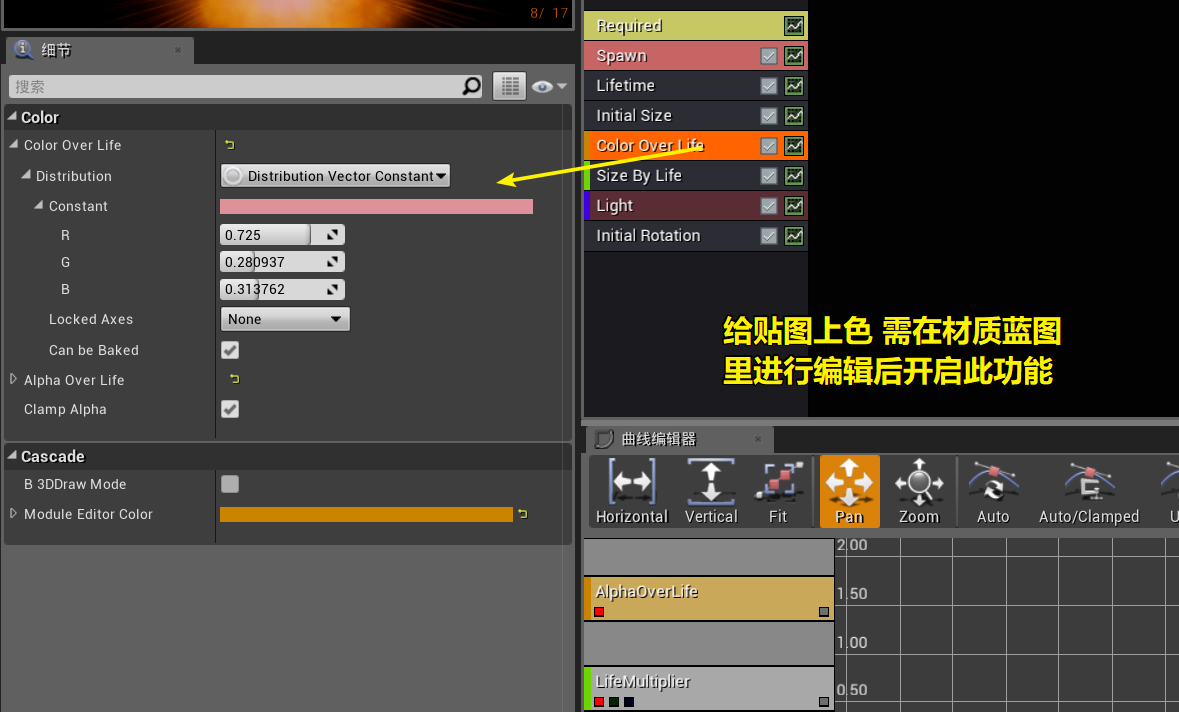 8/ 17
细节
搜索
Color
Color Over Life
Distribution
Distribution Vector Constant
Constant
R
0.725
G
0.280937
B
0.313762
Locked Axes
None
Can be Baked
Alpha Over Life
Clamp Alpha
Cascade
B 3DDraw Mode
Module Editor Color
Required
Spawn
Lifetime
Initial Size
Color Over Life
Size By Life
Light
Initial Rotation
给贴图上色 需在材质蓝图
里进行编辑后开启此功能
曲线编辑器
Horizontal
Vertical
Fit
Pan
Zoom
Auto
Auto/Clamped
U
AlphaOverLife
LifeMultiplier
2.00
1.50
1.00
0.50